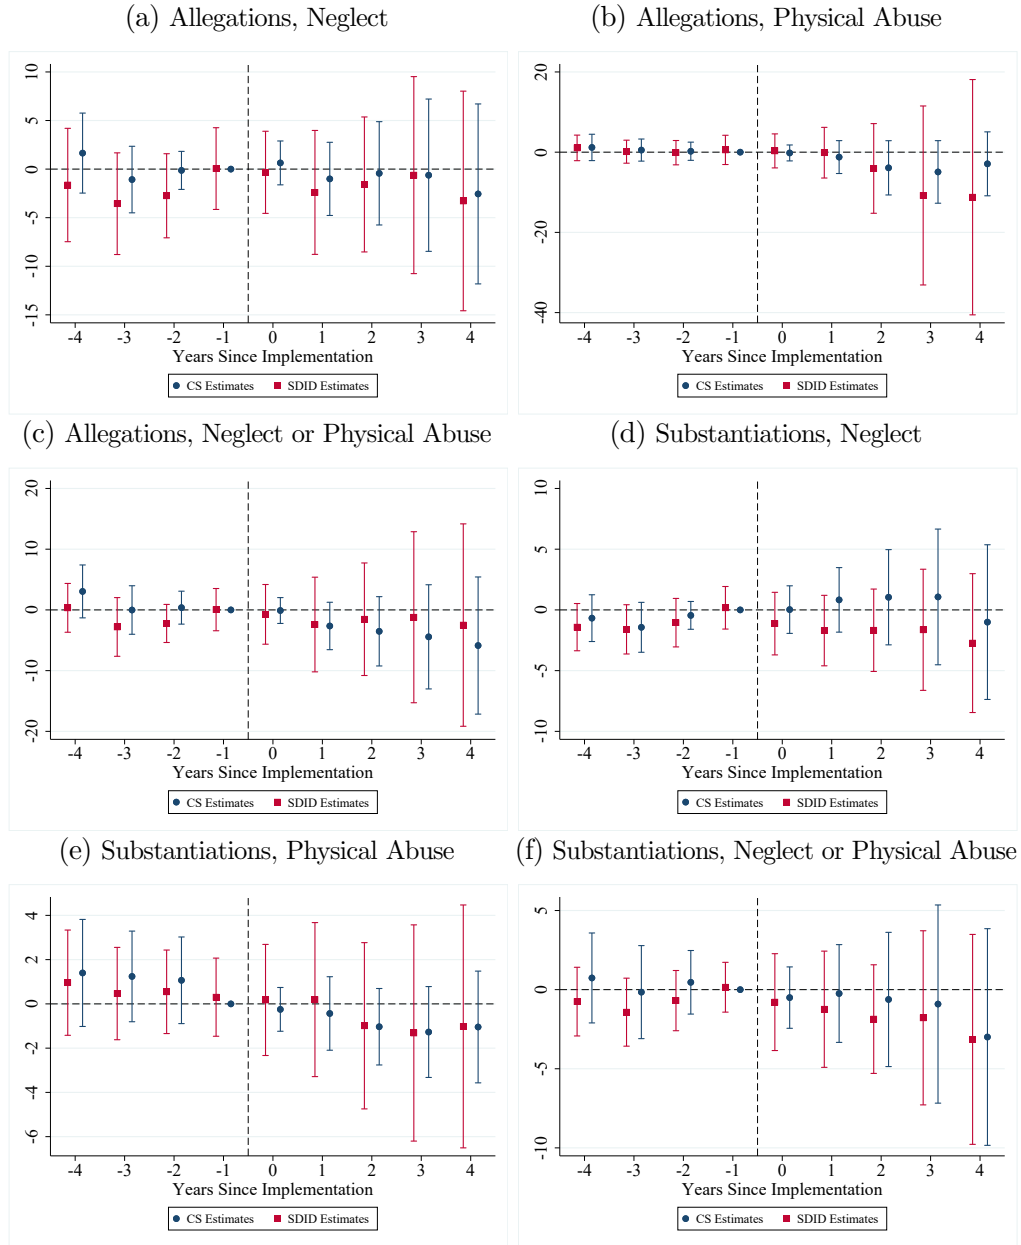 (a) Allegations, Neglect
10
5
0
-5
-10
-15
-4 -3 -2 -1 0 1 2 3 4
Years Since Implementation
CS Estimates SDID Estimates
(b) Allegations, Physical Abuse
20
0
-20
-40
-4 -3 -2 -1 0 1 2 3 4
Years Since Implementation
CS Estimates SDID Estimates
(c) Allegations, Neglect or Physical Abuse
20
10
0
-10
-20
-4 -3 -2 -1 0 1 2 3 4
Years Since Implementation
CS Estimates SDID Estimates
(d) Substantiations, Neglect
10
5
0
-5
-10
-4 -3 -2 -1 0 1 2 3 4
Years Since Implementation
CS Estimates SDID Estimates
(e) Substantiations, Physical Abuse
4
2
0
-2
-4
-6
-4 -3 -2 -1 0 1 2 3 4
Years Since Implementation
CS Estimates SDID Estimates
(f) Substantiations, Neglect or Physical Abuse
5
0
-5
-10
-4 -3 -2 -1 0 1 2 3 4
Years Since Implementation
CS Estimates SDID Estimates